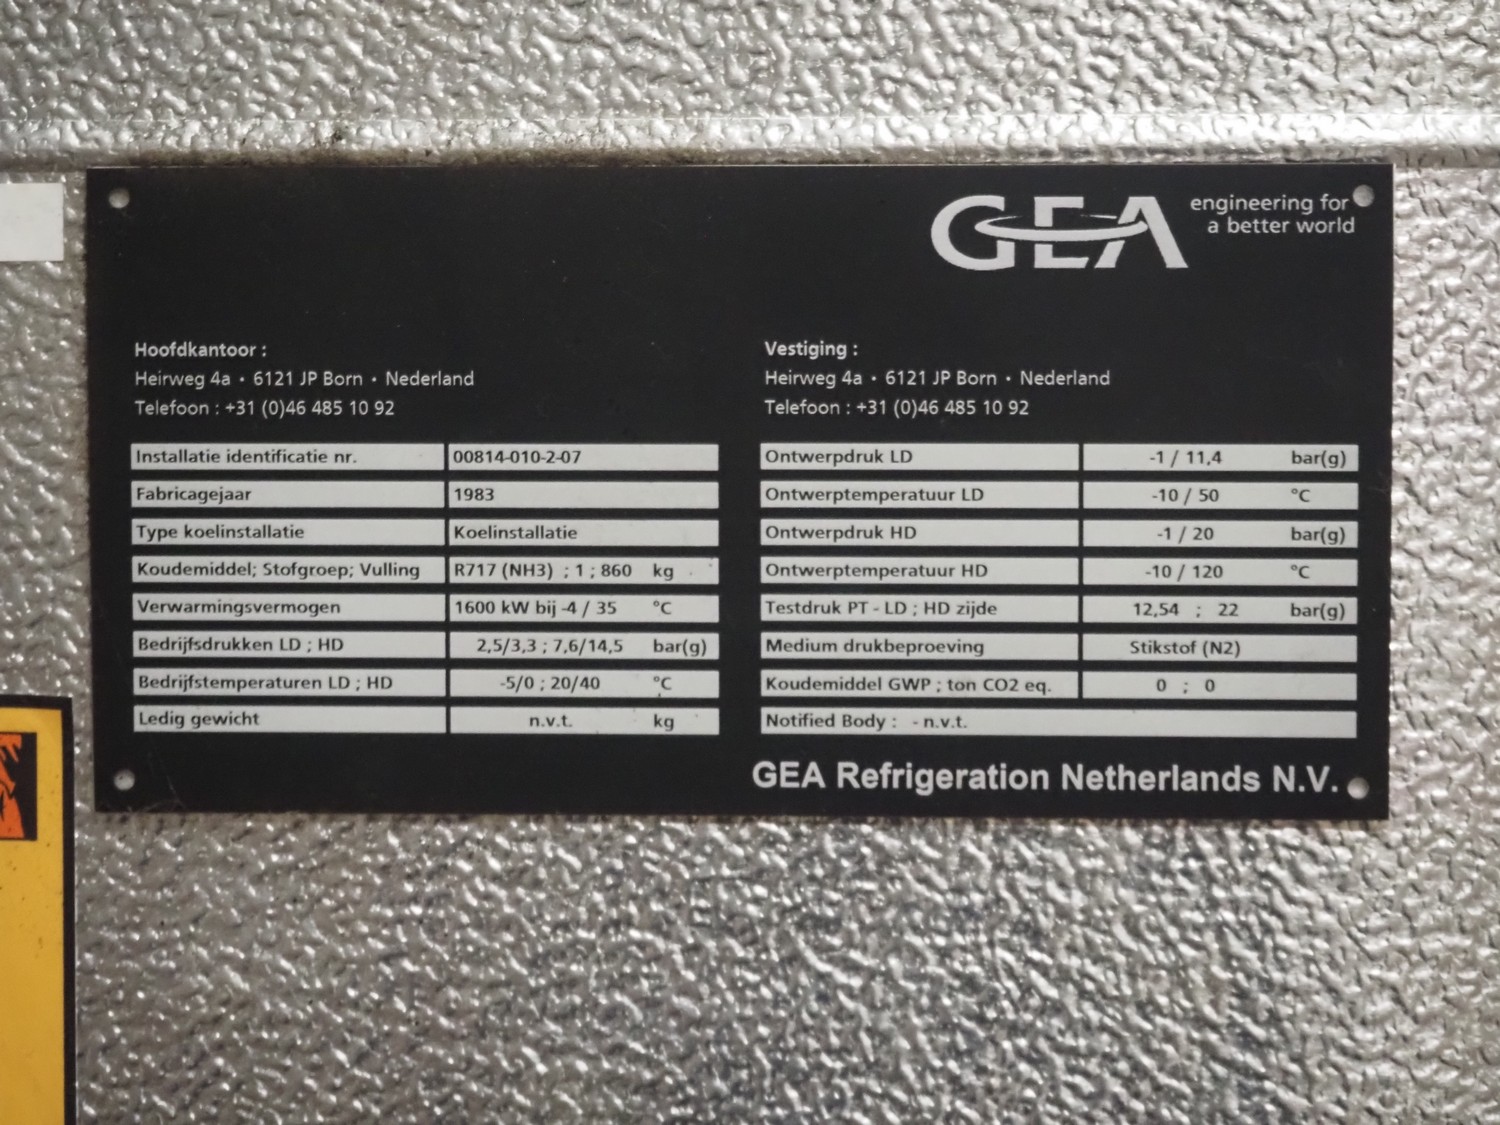 GEA engineering for
a better world
Hoofdkantoor :
Heirweg 4a • 6121 JP Born • Nederland
Telefoon : +31 (0)46 485 10 92
Installatie identificatie nr. 00814-010-2-07
Fabricagejaar 1983
Type koelinstallatie Koelinstallatie
Koudemiddel; Stofgroep; Vulling R717 (NH3) ; 1 ; 860 kg
Verwarmingsvermogen 1600 kW bij -4 / 35 °C
Bedrijfsdrukken LD ; HD 2,5/3,3 ; 7,6/14,5 bar(g)
Bedrijfstemperaturen LD ; HD -5/0 ; 20/40 °C
Ledig gewicht n.v.t. kg
Vestiging :
Heirweg 4a • 6121 JP Born • Nederland
Telefoon : +31 (0)46 485 10 92
Ontwerpdruk LD -1 / 11,4 bar(g)
Ontwerptemperatuur LD -10 / 50 °C
Ontwerpdruk HD -1 / 20 bar(g)
Ontwerptemperatuur HD -10 / 120 °C
Testdruk PT - LD ; HD zijde 12,54 ; 22 bar(g)
Medium drukbeproeving Stikstof (N2)
Koudemiddel GWP ; ton CO2 eq. 0 ; 0
Notified Body : - n.v.t.
GEA Refrigeration Netherlands N.V.